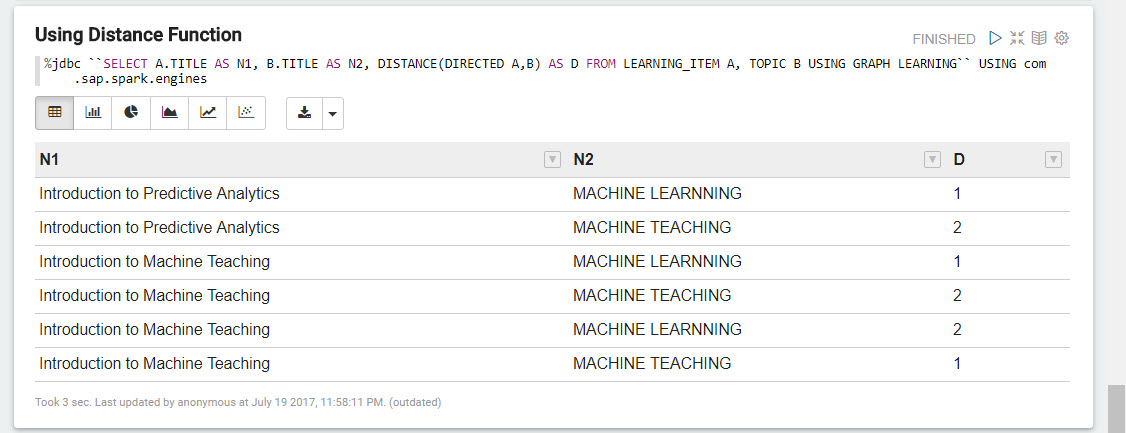 Using Distance Function
FINISHED
%jdbc ``SELECT A.TITLE AS N1, B.TITLE AS N2, DISTANCE(DIRECTED A,B) AS D FROM LEARNING_ITEM A, TOPIC B USING GRAPH LEARNING`` USING com
.sap.spark.engines
N1 N2 D
Introduction to Predictive Analytics MACHINE LEARNNING 1
Introduction to Predictive Analytics MACHINE TEACHING 2
Introduction to Machine Teaching MACHINE LEARNNING 1
Introduction to Machine Teaching MACHINE TEACHING 2
Introduction to Machine Teaching MACHINE LEARNNING 2
Introduction to Machine Teaching MACHINE TEACHING 1
Took 3 sec. Last updated by anonymous at July 19 2017, 11:58:11 PM. (outdated)